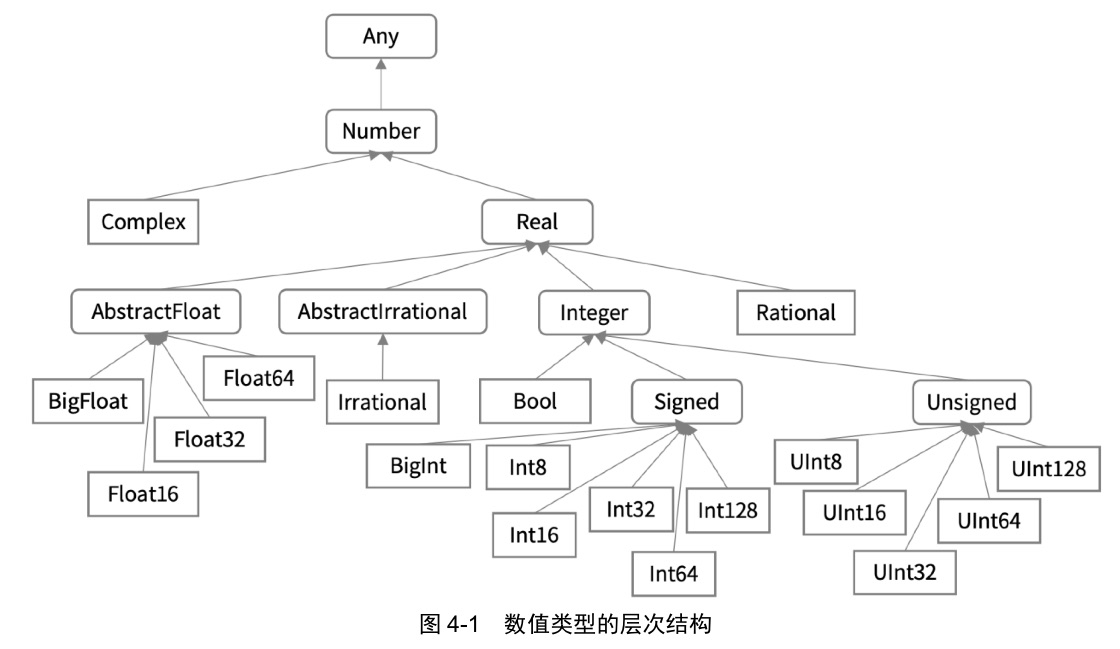 Any
Number
Complex
Real
AbstractFloat
AbstractIrrational
Integer
Rational
BigFloat
Float64
Irrational
Bool
Signed
Unsigned
Float32
Float16
BigInt
Int8
Int16
Int32
Int64
Int128
UInt8
UInt16
UInt32
UInt64
UInt128
图 4-1 数值类型的层次结构